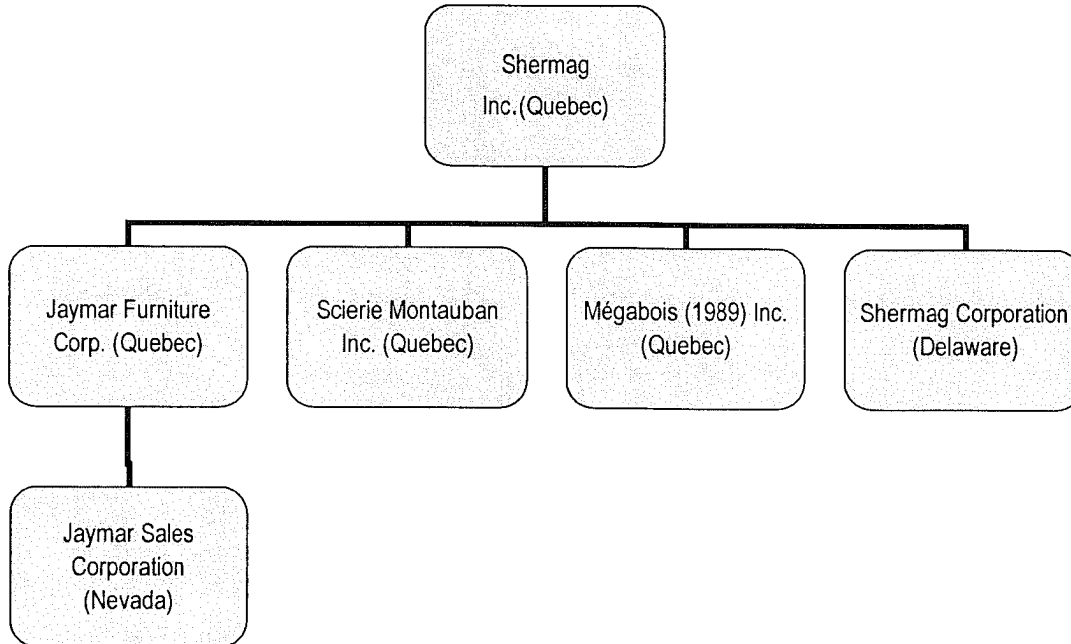 Shermag
Inc.(Quebec)
Jaymar Furniture
Corp. (Quebec)
Scierie Montauban
Inc. (Quebec)
Mégabois (1989) Inc.
(Quebec)
Shermag Corporation
(Delaware)
Jaymar Sales
Corporation
(Nevada)